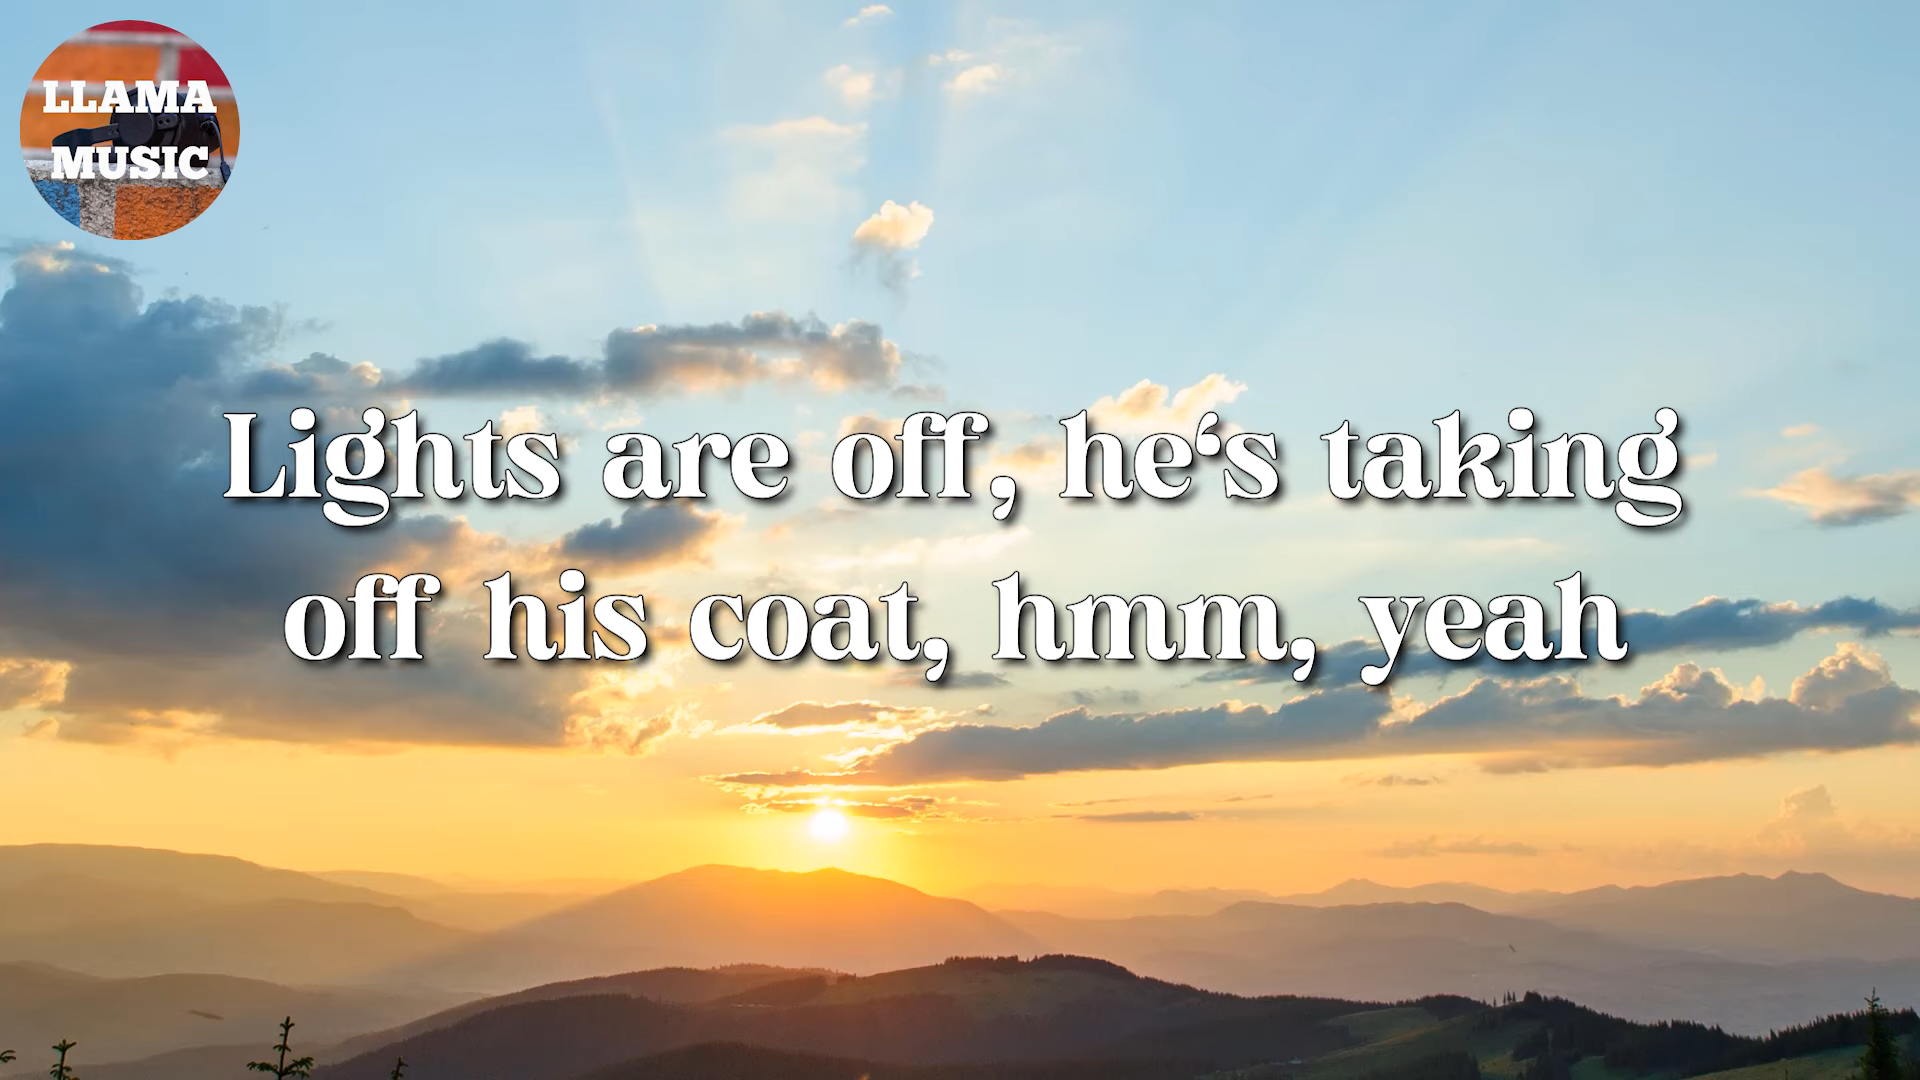 LLAMA
MUSIC
Lights are off, he‘s taking
off his coat, hmm, yeah